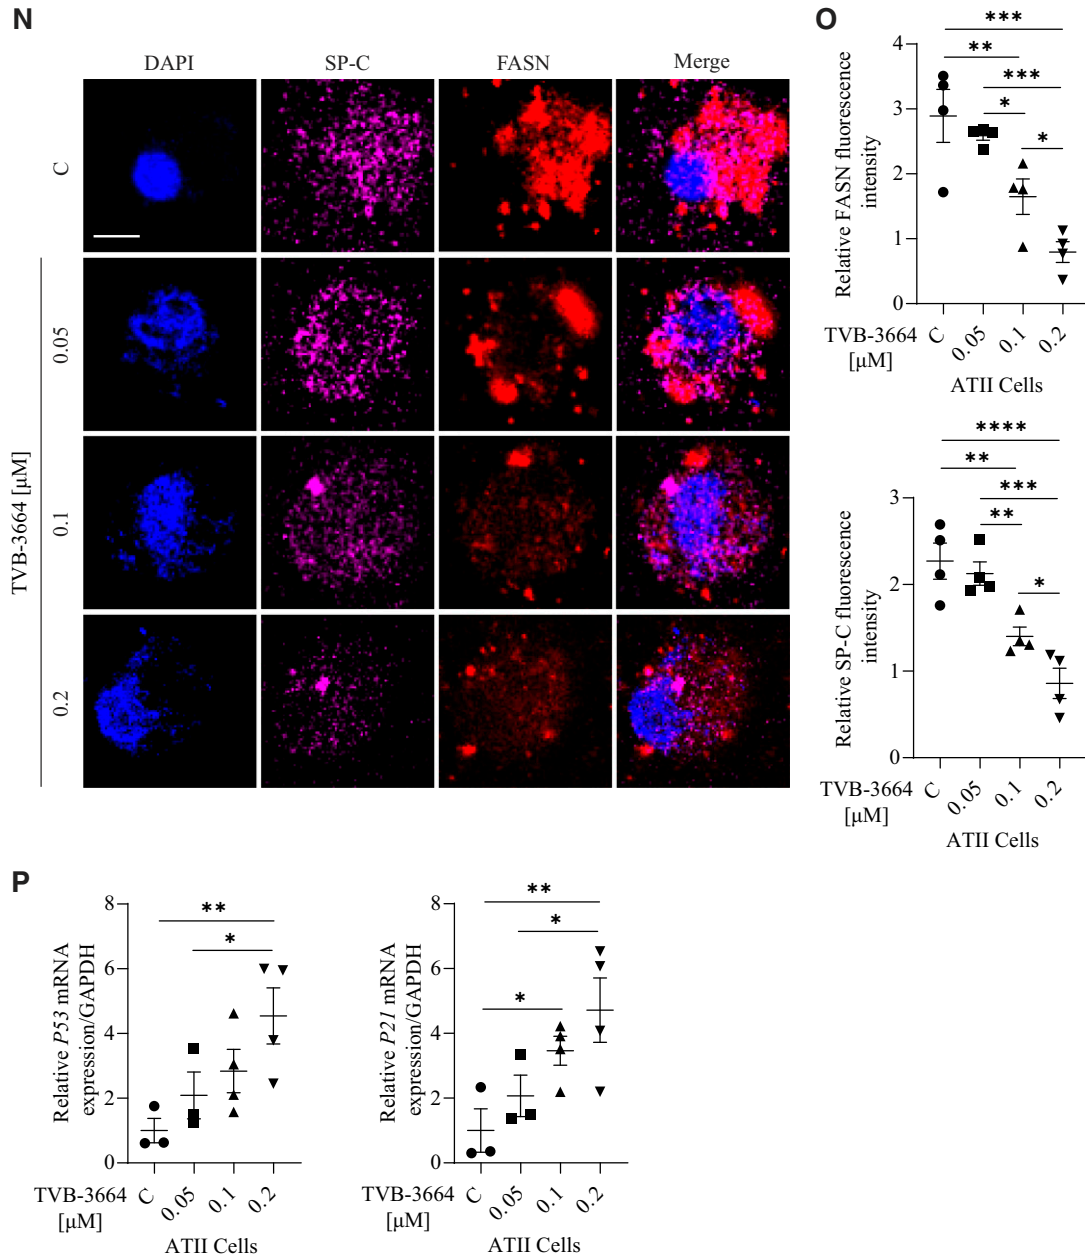 N
DAPI SP-C FASN Merge
C
0.05
0.1
0.2
TVB-3664 [μM]
O
Relative FASN fluorescence
intensity
4
3
2
1
0
***
**
***
*
*
TVB-3664
[μM]
C 0.05 0.1 0.2
ATII Cells
Relative SP-C fluorescence
intensity
3
2
1
0
****
**
***
**
*
TVB-3664
[μM]
C 0.05 0.1 0.2
ATII Cells
P
Relative P53 mRNA
expression/GAPDH
8
6
4
2
0
**
*
TVB-3664
[μM]
C 0.05 0.1 0.2
ATII Cells
Relative P21 mRNA
expression/GAPDH
8
6
4
2
0
**
*
*
TVB-3664
[μM]
C 0.05 0.1 0.2
ATII Cells